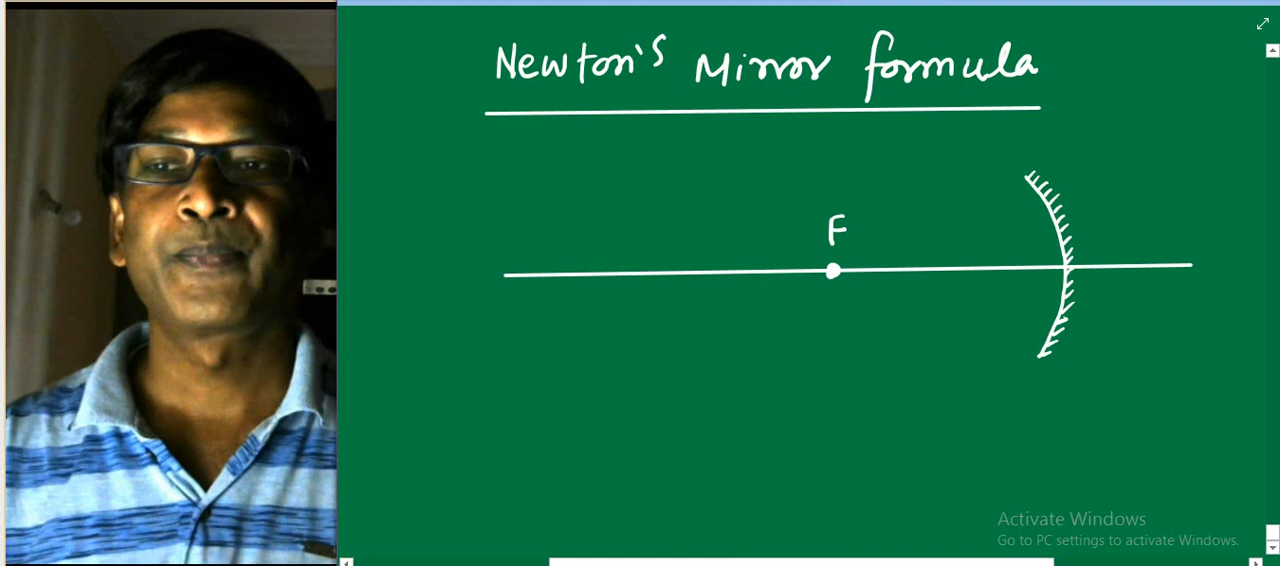 Newton's Mirror formula
F
Activate Windows
Go to PC settings to activate Windows.